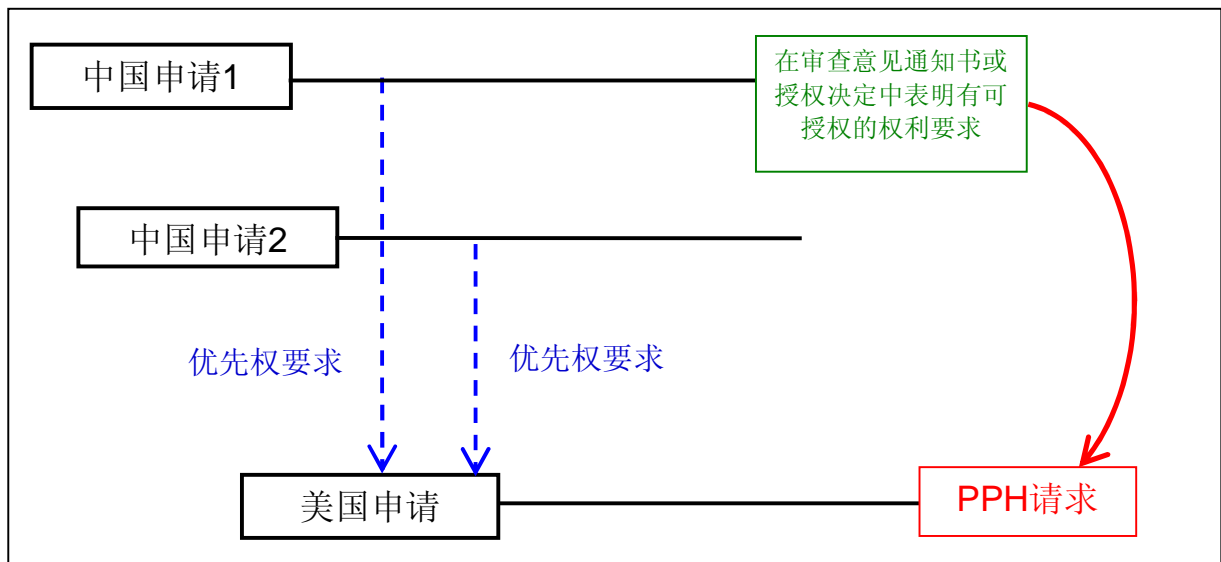 中国申请1
在审查意见通知书或
授权决定中表明有可
授权的权利要求
中国申请2
优先权要求
优先权要求
美国申请
PPH请求